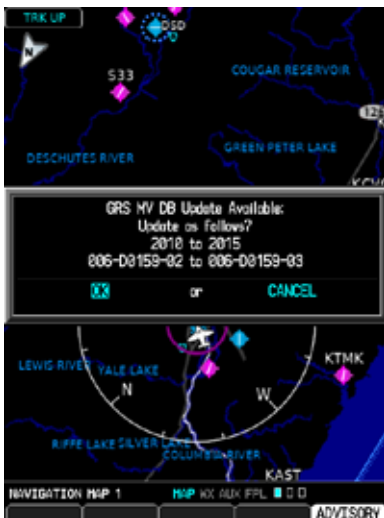 TRK UP
DSD
N
S33
COUGAR RESERVOIR
GREEN PETER LAKE
DESCHUTES RIVER
GRS MV DB Update Available:
Update as follows?
2010 to 2015
006-D0159-02 to 006-D0159-03
OK or CANCEL
KTMK
LEWIS RIVER
YALE LAKE
N
W
RIFFE LAKE
SILVER LAKE
COLUMBIA RIVER
KAST
NAVIGATION MAP 1 MAP WX AUX FPL
ADVISORY